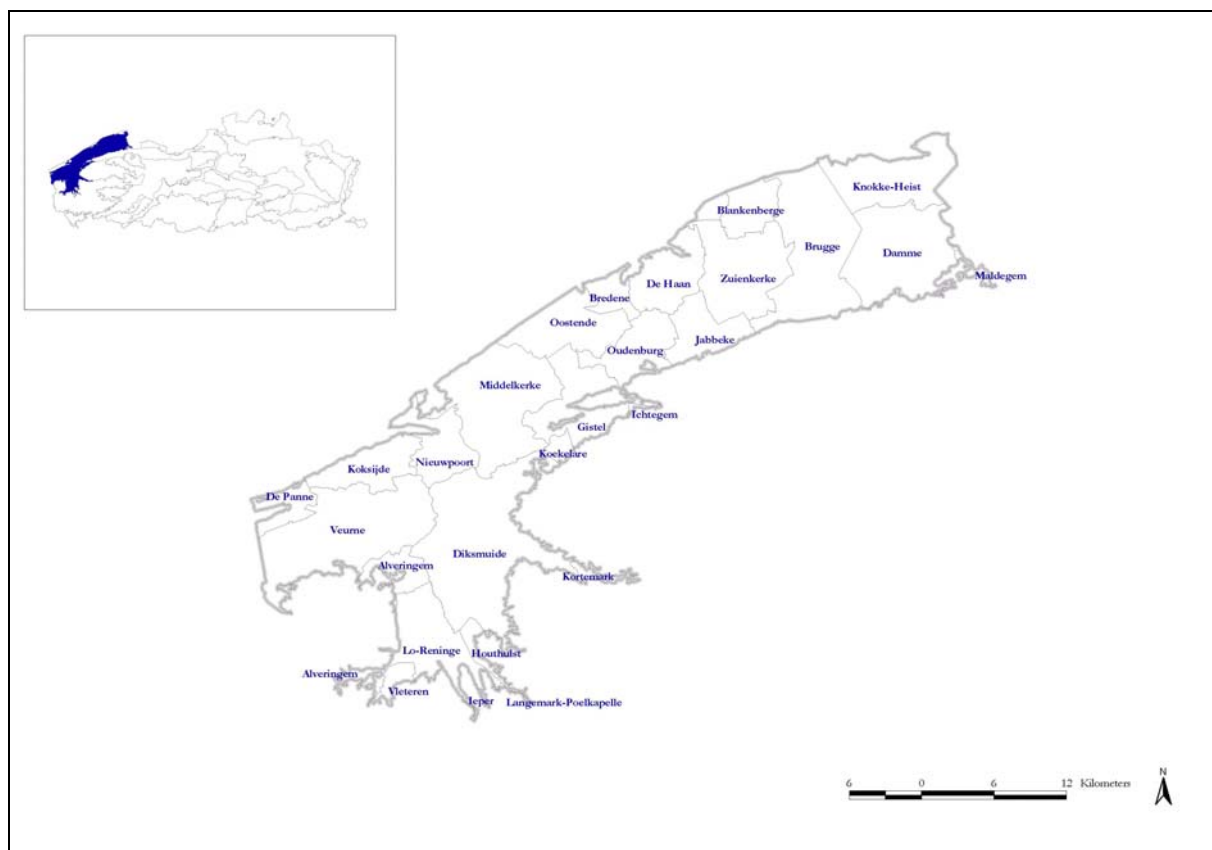 Knokke-Heist
Blankenberge
Brugge
Damme
Maldegem
Zuienkerke
De Haan
Bredene
Oostende
Jabbeke
Oudenburg
Middelkerke
Ichtegem
Gistel
Koekelare
Nieuwpoort
Koksijde
De Panne
Veurne
Diksmuide
Alveringem
Kortemark
Lo-Reninge
Houthulst
Alveringem
Vleteren
Ieper
Langemark-Poelkapelle
N
6 0 6 12 Kilometers